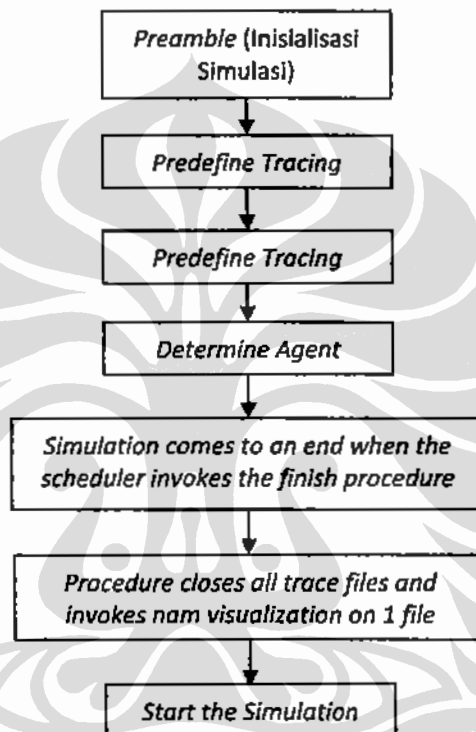 Preamble (Inisialisasi
Simulasi)
Predefine Tracing
Predefine Tracing
Determine Agent
Simulation comes to an end when the
scheduler invokes the finish procedure
Procedure closes all trace files and
invokes nam visualization on 1 file
Start the Simulation